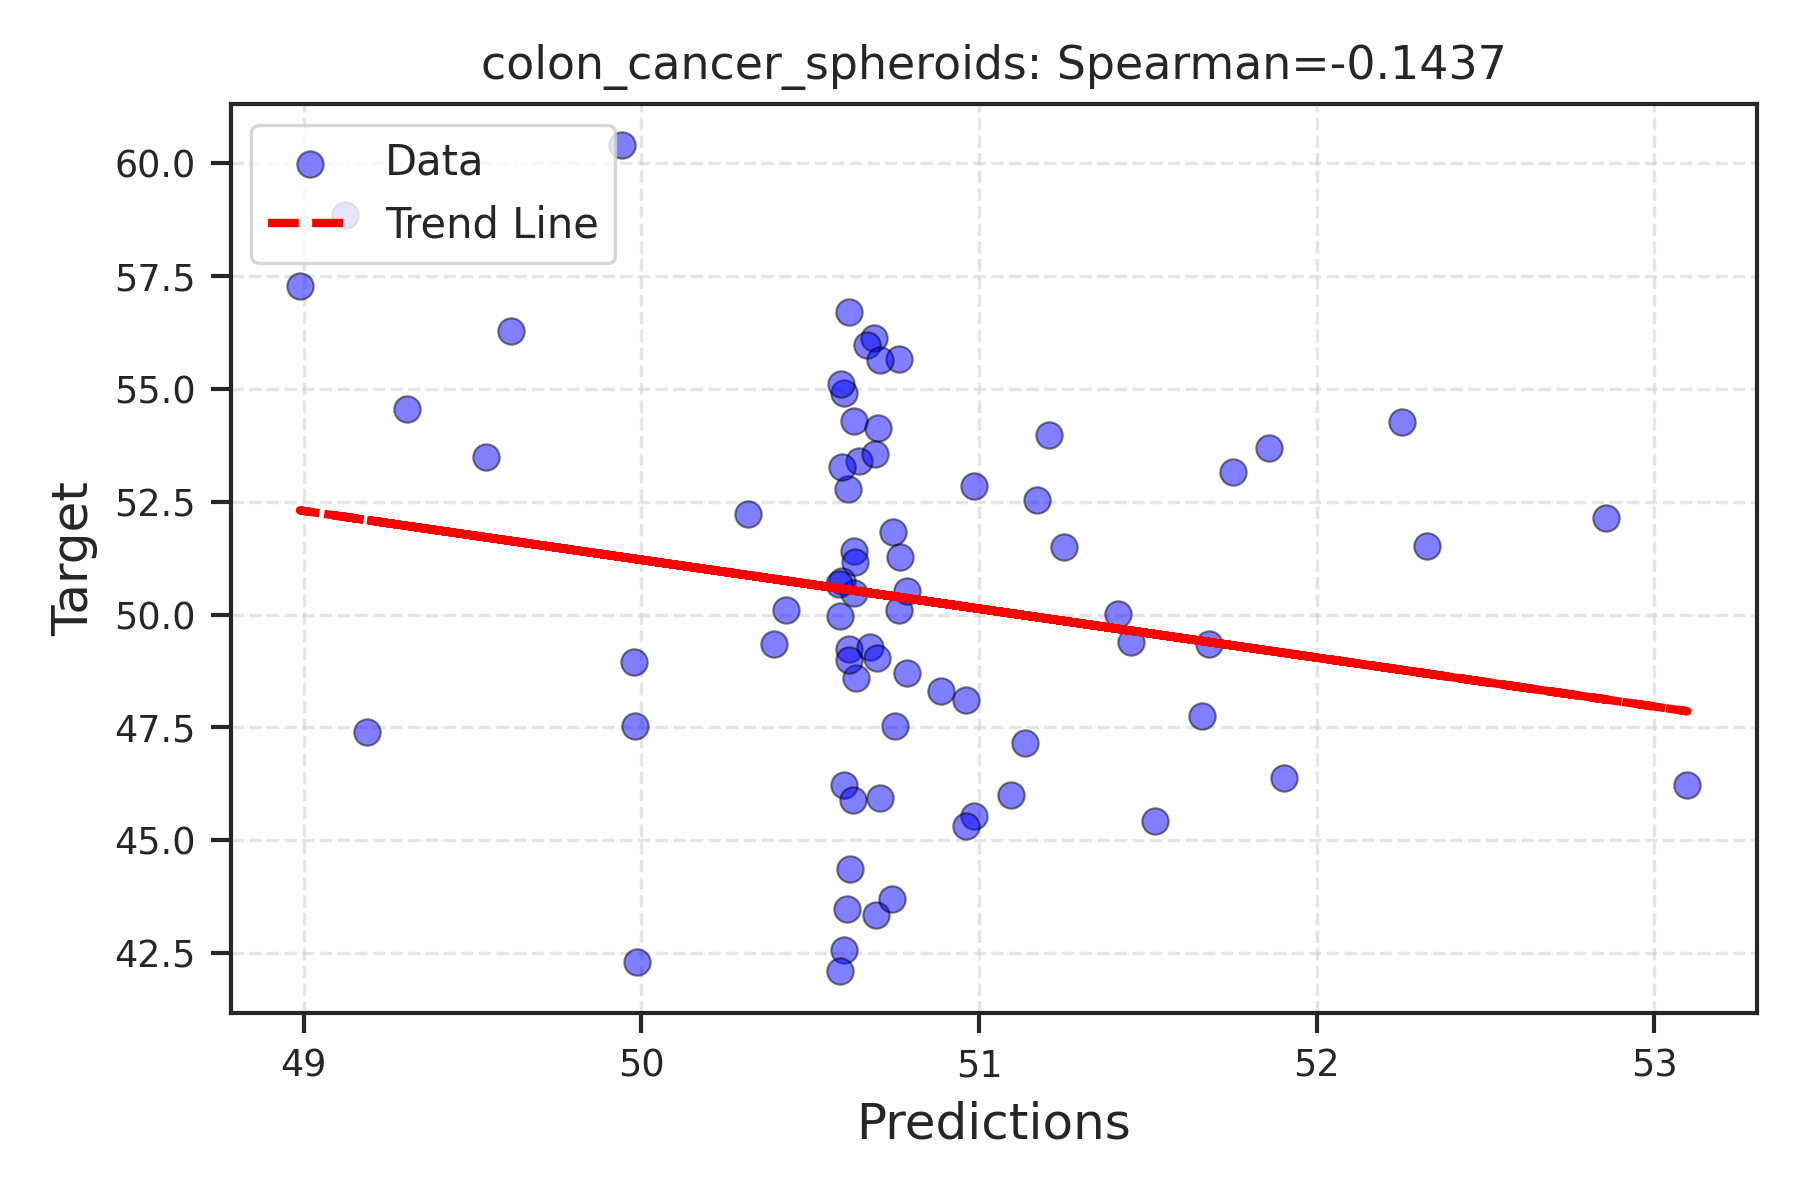 colon_cancer_spheroids: Spearman=-0.1437
Data
Trend Line
60.0
57.5
55.0
52.5
50.0
47.5
45.0
42.5
Target
49 50 51 52 53
Predictions